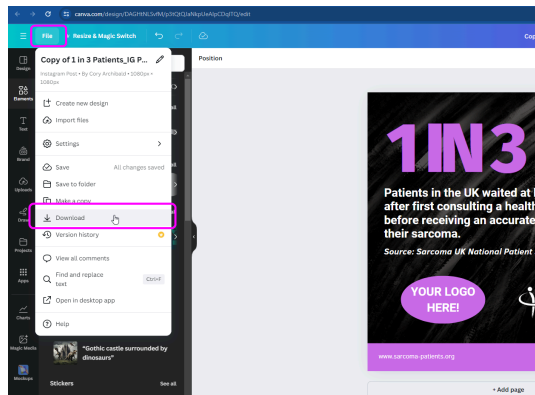 canva.com/design/DAGHtNLSvfM/p3tQIQJaNkpUeAipCDqlTQ/edit
File
Resize & Magic Switch
Cop
Position
Design
Elements
Text
Brand
Uploads
Draw
Projects
Apps
Charts
Magic Media
Mockups
Copy of 1 in 3 Patients_IG P...
Instagram Post • By Cory Archibald • 1080px •
1080px
Create new design
Import files
Settings
Save
All changes saved
Save to folder
Make a copy
Download
Version history
View all comments
Find and replace
text
Ctrl+F
Open in desktop app
Help
"Gothic castle surrounded by
dinosaurs"
Stickers
See all
1 IN 3
Patients in the UK waited at
after first consulting a health
before receiving an accurate
their sarcoma.
Source: Sarcoma UK National Patient
YOUR LOGO
HERE!
www.sarcoma-patients.org
+ Add page